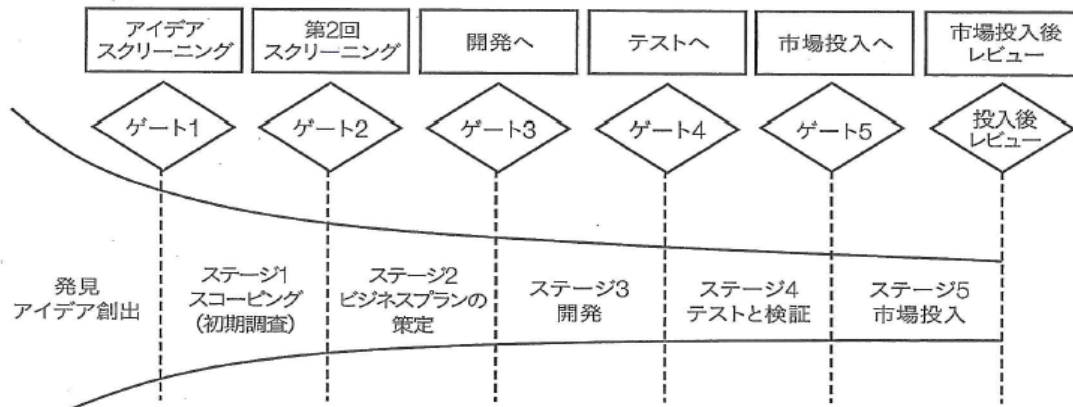 アイデア
スクリーニング
第2回
スクリーニング
開発へ
テストへ
市場投入へ
市場投入後
レビュー
ゲート1
ゲート2
ゲート3
ゲート4
ゲート5
投入後
レビュー
発見
アイデア創出
ステージ1
スコーピング
(初期調査)
ステージ2
ビジネスプランの
策定
ステージ3
開発
ステージ4
テストと検証
ステージ5
市場投入